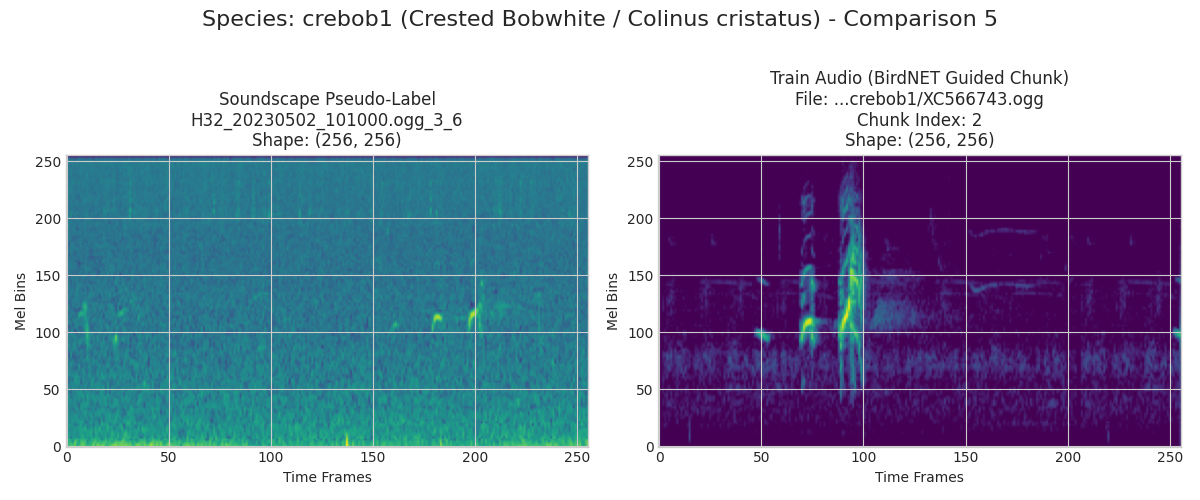 Species: crebob1 (Crested Bobwhite / Colinus cristatus) - Comparison 5
Soundscape Pseudo-Label
H32_20230502_101000.ogg_3_6
Shape: (256, 256)
250
200
150
100
50
0
Mel Bins
0 50 100 150 200 250
Time Frames
Train Audio (BirdNET Guided Chunk)
File: ...crebob1/XC566743.ogg
Chunk Index: 2
Shape: (256, 256)
250
200
150
100
50
0
Mel Bins
0 50 100 150 200 250
Time Frames